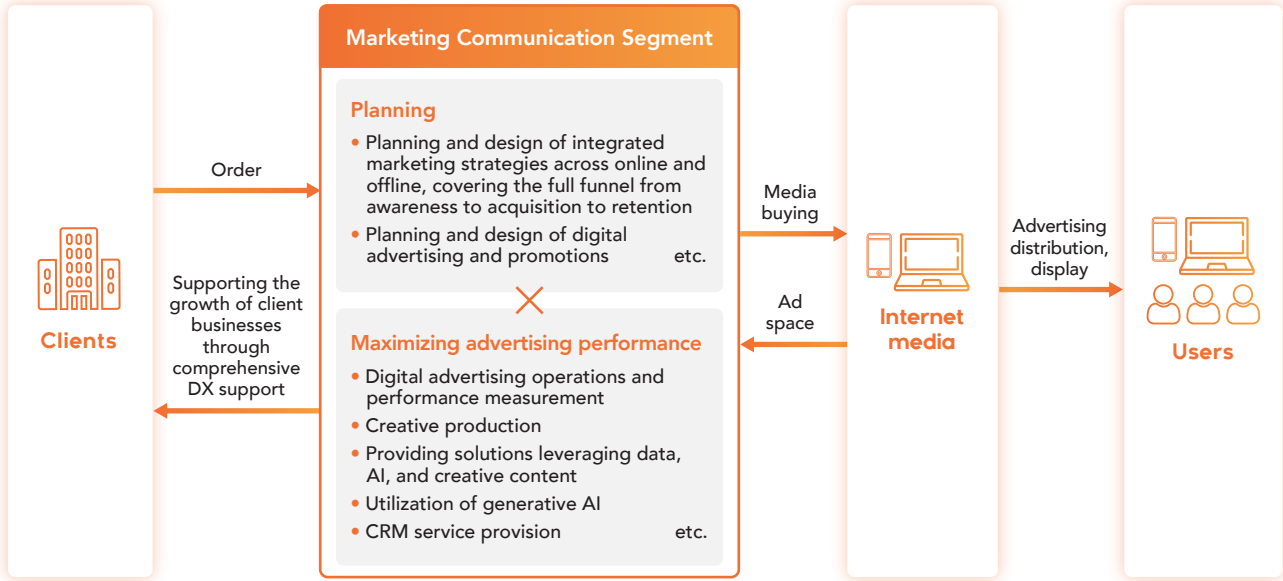 Clients
Order
Supporting the
growth of client
businesses
through
comprehensive
DX support
Marketing Communication Segment
Planning
• Planning and design of integrated
marketing strategies across online and
offline, covering the full funnel from
awareness to acquisition to retention
• Planning and design of digital
advertising and promotions etc.
Maximizing advertising performance
• Digital advertising operations and
performance measurement
• Creative production
• Providing solutions leveraging data,
AI, and creative content
• Utilization of generative AI
• CRM service provision etc.
Media
buying
Ad
space
Internet
media
Advertising
distribution,
display
Users